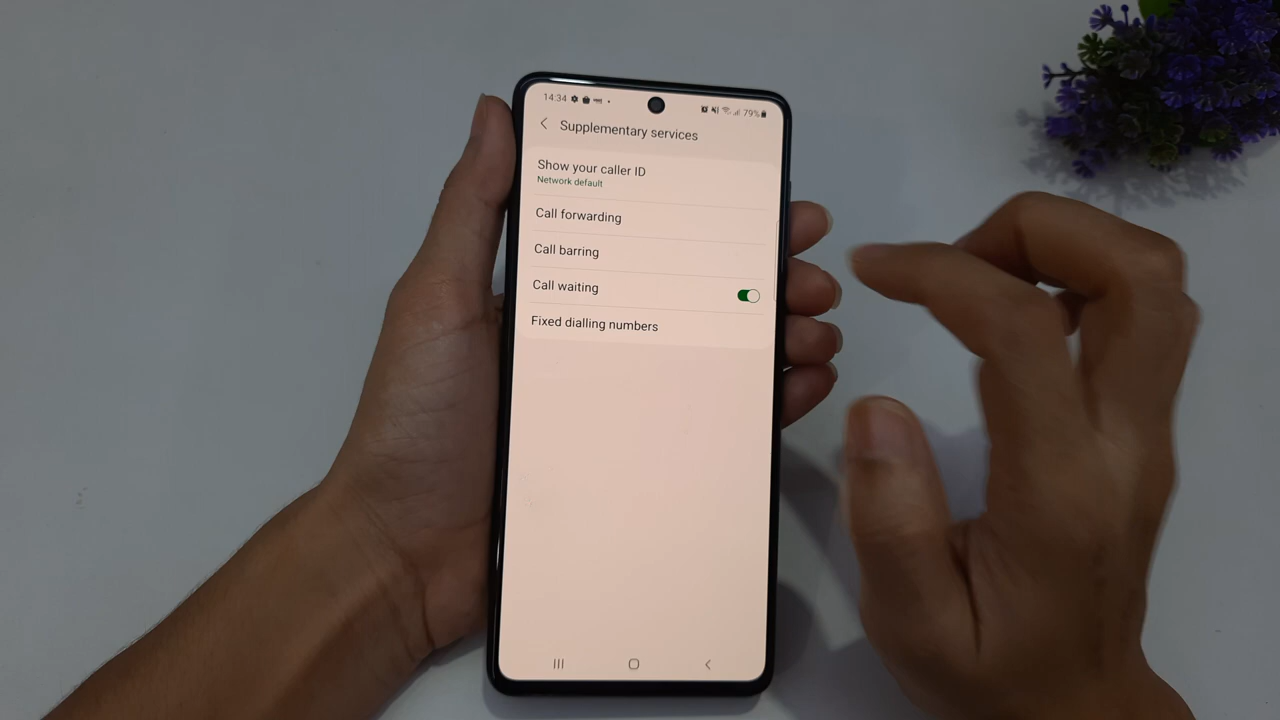 14:34
79%
Supplementary services
Show your caller ID
Network default
Call forwarding
Call barring
Call waiting
Fixed dialling numbers